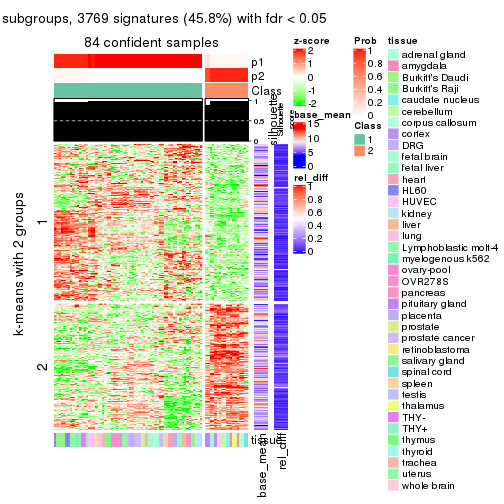 subgroups, 3769 signatures (45.8%) with fdr < 0.05
84 confident samples
p1
p2
Class
1
0.5
0
silhouette
score
k-means with 2 groups
1
2
tissue
base_mean
rel_diff
z-score
2
1
0
-1
-2
base_mean
15
10
5
0
rel_diff
1
0.8
0.6
0.4
0.2
0
Prob
1
0.8
0.6
0.4
0.2
0
Class
1
2
tissue
adrenal gland
amygdala
Burkitt's Daudi
Burkitt's Raji
caudate nucleus
cerebellum
corpus callosum
cortex
DRG
fetal brain
fetal liver
heart
HL60
HUVEC
kidney
liver
lung
Lymphoblastic molt-4
myelogenous k562
ovary-pool
OVR278S
pancreas
pituitary gland
placenta
prostate
prostate cancer
retinoblastoma
salivary gland
spinal cord
spleen
testis
thalamus
THY-
THY+
thymus
thyroid
trachea
uterus
whole brain